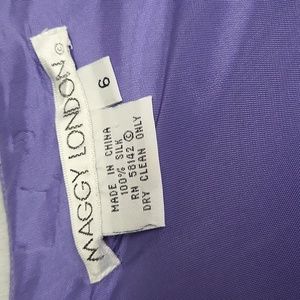 MAGGY LONDON©
6
MADE IN CHINA
100% SILK
RN 58142 ©
DRY CLEAN ONLY